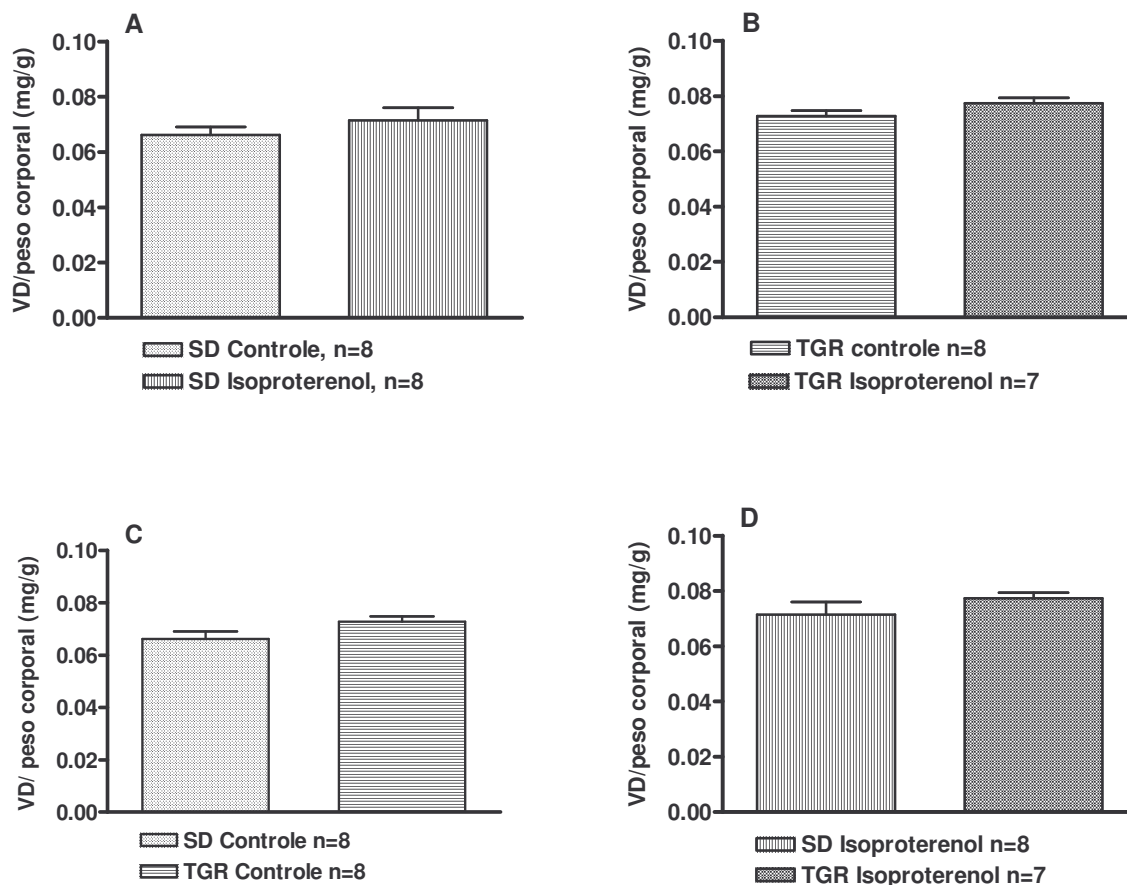 A
VD/peso corporal (mg/g)
0.10
0.08
0.06
0.04
0.02
0.00
SD Controle, n=8
SD Isoproterenol, n=8
B
VD/peso corporal (mg/g)
0.10
0.08
0.06
0.04
0.02
0.00
TGR controle n=8
TGR Isoproterenol n=7
C
VD/ peso corporal (mg/g)
0.10
0.08
0.06
0.04
0.02
0.00
SD Controle n=8
TGR Controle n=8
D
VD/peso corporal (mg/g)
0.10
0.08
0.06
0.04
0.02
0.00
SD Isoproterenol n=8
TGR Isoproterenol n=7